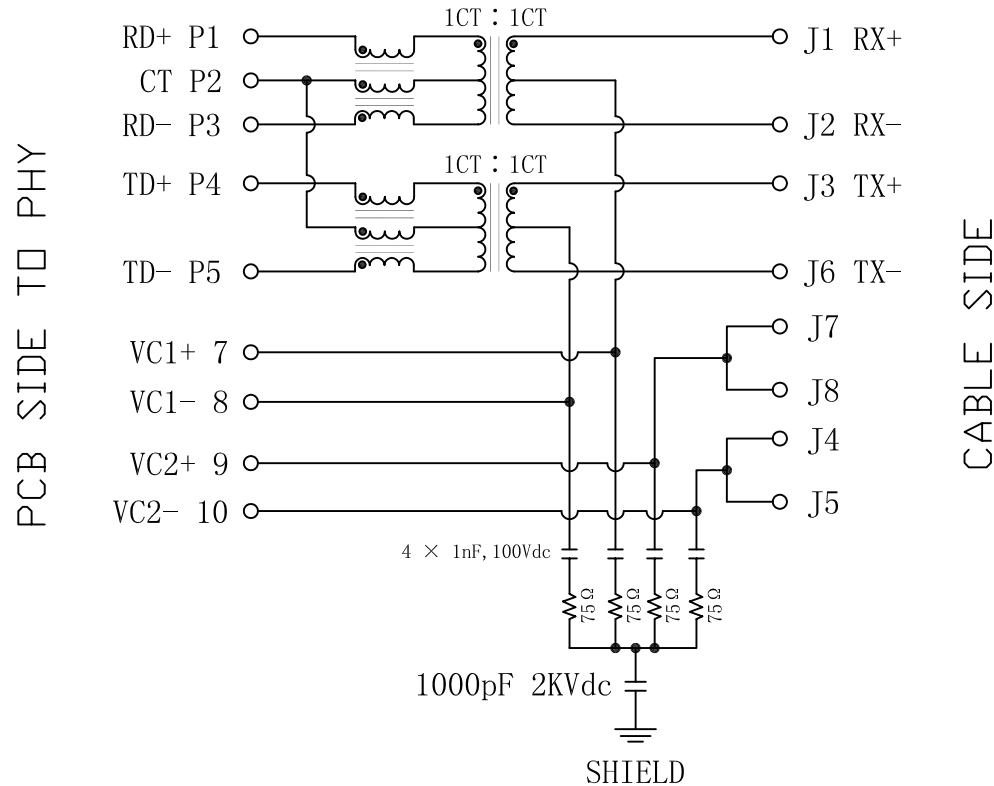 1CT : 1CT
RD+ P1
J1 RX+
CT P2
RD- P3
J2 RX-
1CT : 1CT
TD+ P4
J3 TX+
TD- P5
J6 TX-
PCB SIDE TO PHY
CABLE SIDE
J7
VC1+ 7
J8
VC1- 8
J4
VC2+ 9
J5
VC2- 10
4 × 1nF,100Vdc
75Ω
75Ω
75Ω
75Ω
1000pF 2KVdc
SHIELD